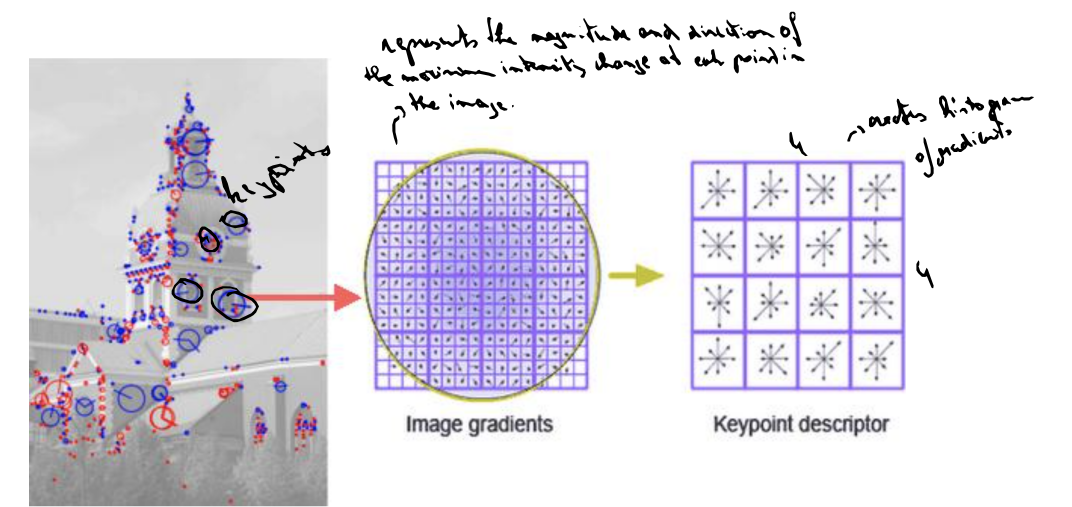 represents the magnitude and direction of
the maximum intensity change at each point in
the image.
keypoints
4
creates histogram
of gradients
4
Image gradients
Keypoint descriptor